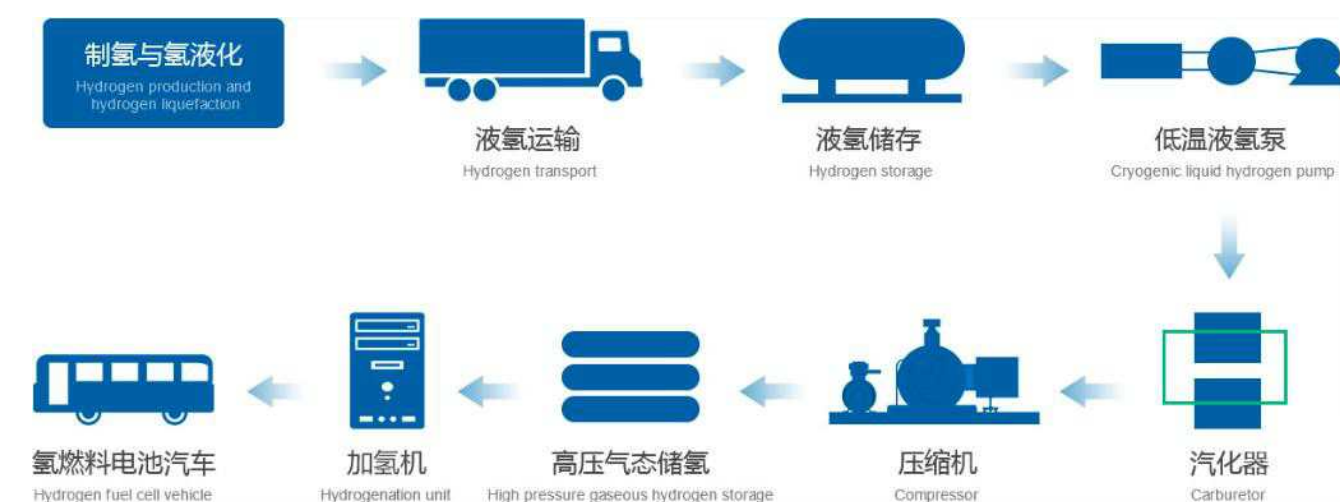 制氢与氢液化
Hydrogen production and
hydrogen liquefaction
液氢运输
Hydrogen transport
液氢储存
Hydrogen storage
低温液氢泵
Cryogenic liquid hydrogen pump
氢燃料电池汽车
Hydrogen fuel cell vehicle
加氢机
Hydrogenation unit
高压气态储氢
High pressure gaseous hydrogen storage
压缩机
Compressor
汽化器
Carburetor